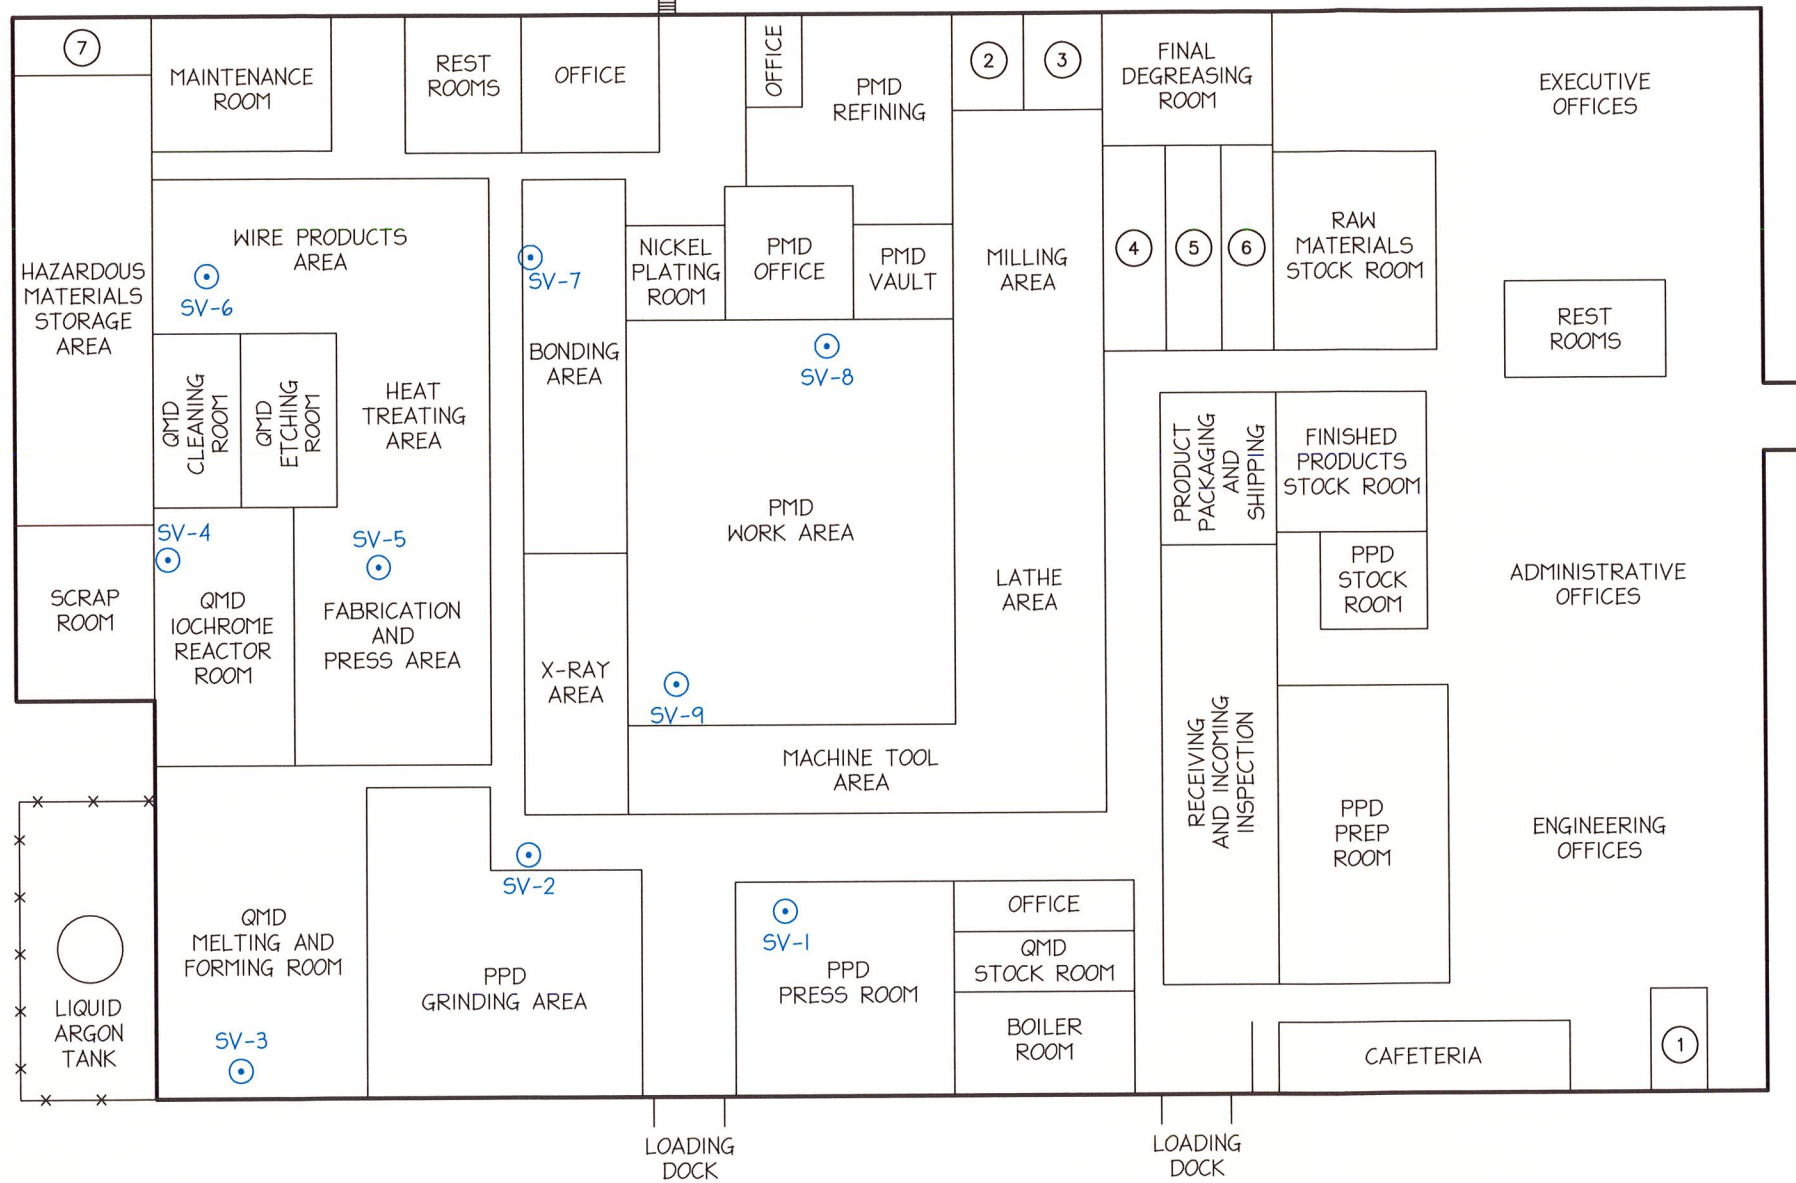 7
MAINTENANCE
ROOM
REST
ROOMS
OFFICE
OFFICE
PMD
REFINING
2
3
FINAL
DEGREASING
ROOM
EXECUTIVE
OFFICES
HAZARDOUS
MATERIALS
STORAGE
AREA
WIRE PRODUCTS
AREA
SV-6
SV-7
NICKEL
PLATING
ROOM
PMD
OFFICE
PMD
VAULT
MILLING
AREA
4
5
6
RAW
MATERIALS
STOCK ROOM
REST
ROOMS
QMD
CLEANING
ROOM
QMD
ETCHING
ROOM
HEAT
TREATING
AREA
BONDING
AREA
SV-8
PRODUCT
PACKAGING
AND
SHIPPING
FINISHED
PRODUCTS
STOCK ROOM
SV-4
SV-5
PMD
WORK AREA
SCRAP
ROOM
QMD
IOCHROME
REACTOR
ROOM
FABRICATION
AND
PRESS AREA
LATHE
AREA
PPD
STOCK
ROOM
ADMINISTRATIVE
OFFICES
X-RAY
AREA
SV-9
MACHINE TOOL
AREA
RECEIVING
AND INCOMING
INSPECTION
PPD
PREP
ROOM
ENGINEERING
OFFICES
SV-2
QMD
MELTING AND
FORMING ROOM
PPD
GRINDING AREA
SV-1
PPD
PRESS ROOM
OFFICE
QMD
STOCK ROOM
BOILER
ROOM
LIQUID
ARGON
TANK
SV-3
CAFETERIA
1
LOADING
DOCK
LOADING
DOCK